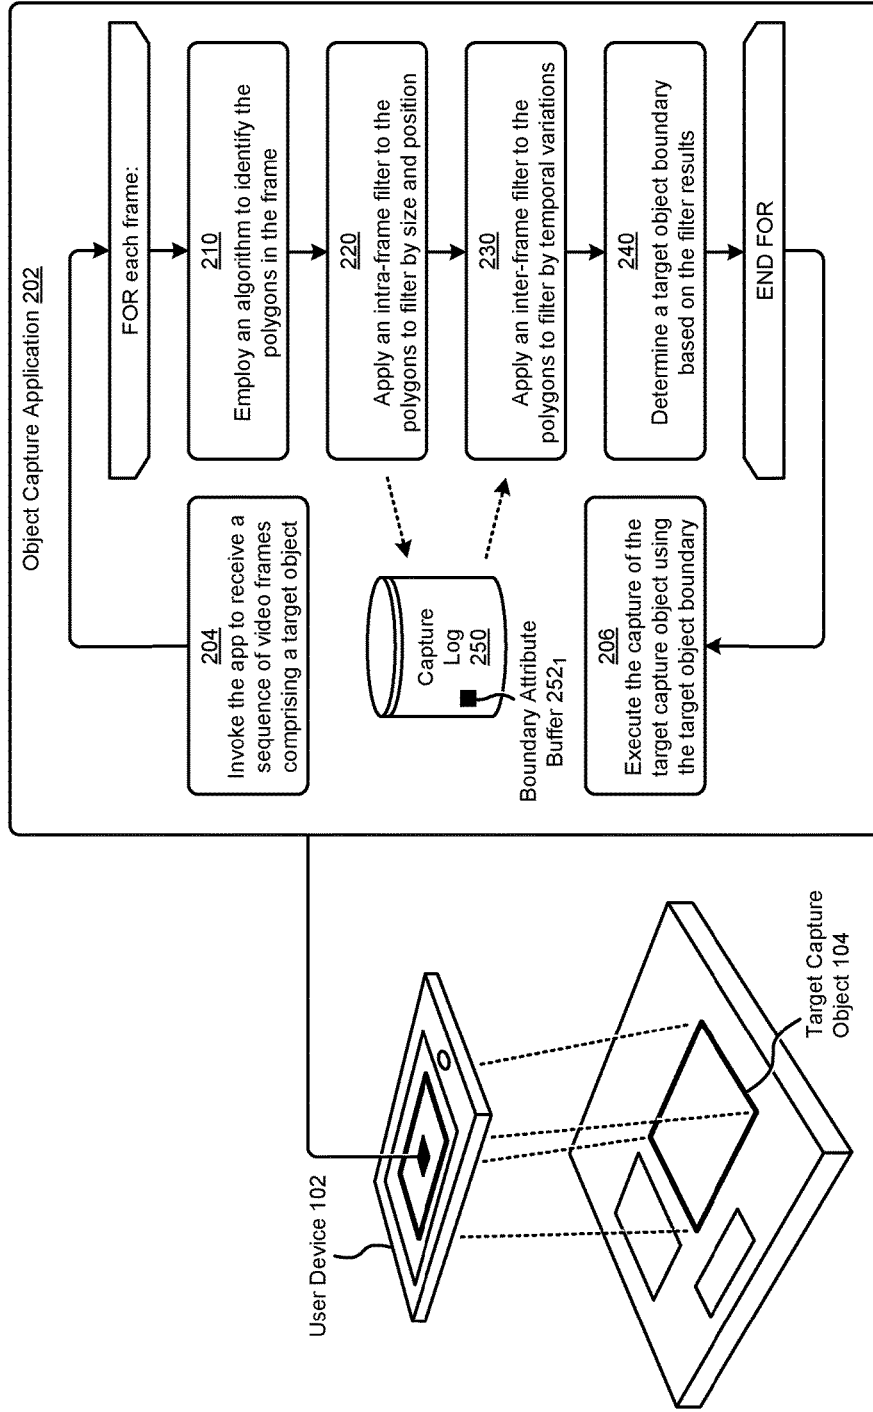 Object Capture Application 202
204
Invoke the app to receive a
sequence of video frames
comprising a target object
FOR each frame:
210
Employ an algorithm to identify the
polygons in the frame
220
Apply an intra-frame filter to the
polygons to filter by size and position
230
Apply an inter-frame filter to the
polygons to filter by temporal variations
240
Determine a target object boundary
based on the filter results
END FOR
Capture
Log
250
Boundary Attribute
Buffer 252₁
206
Execute the capture of the
target capture object using
the target object boundary
User Device 102
Target Capture
Object 104